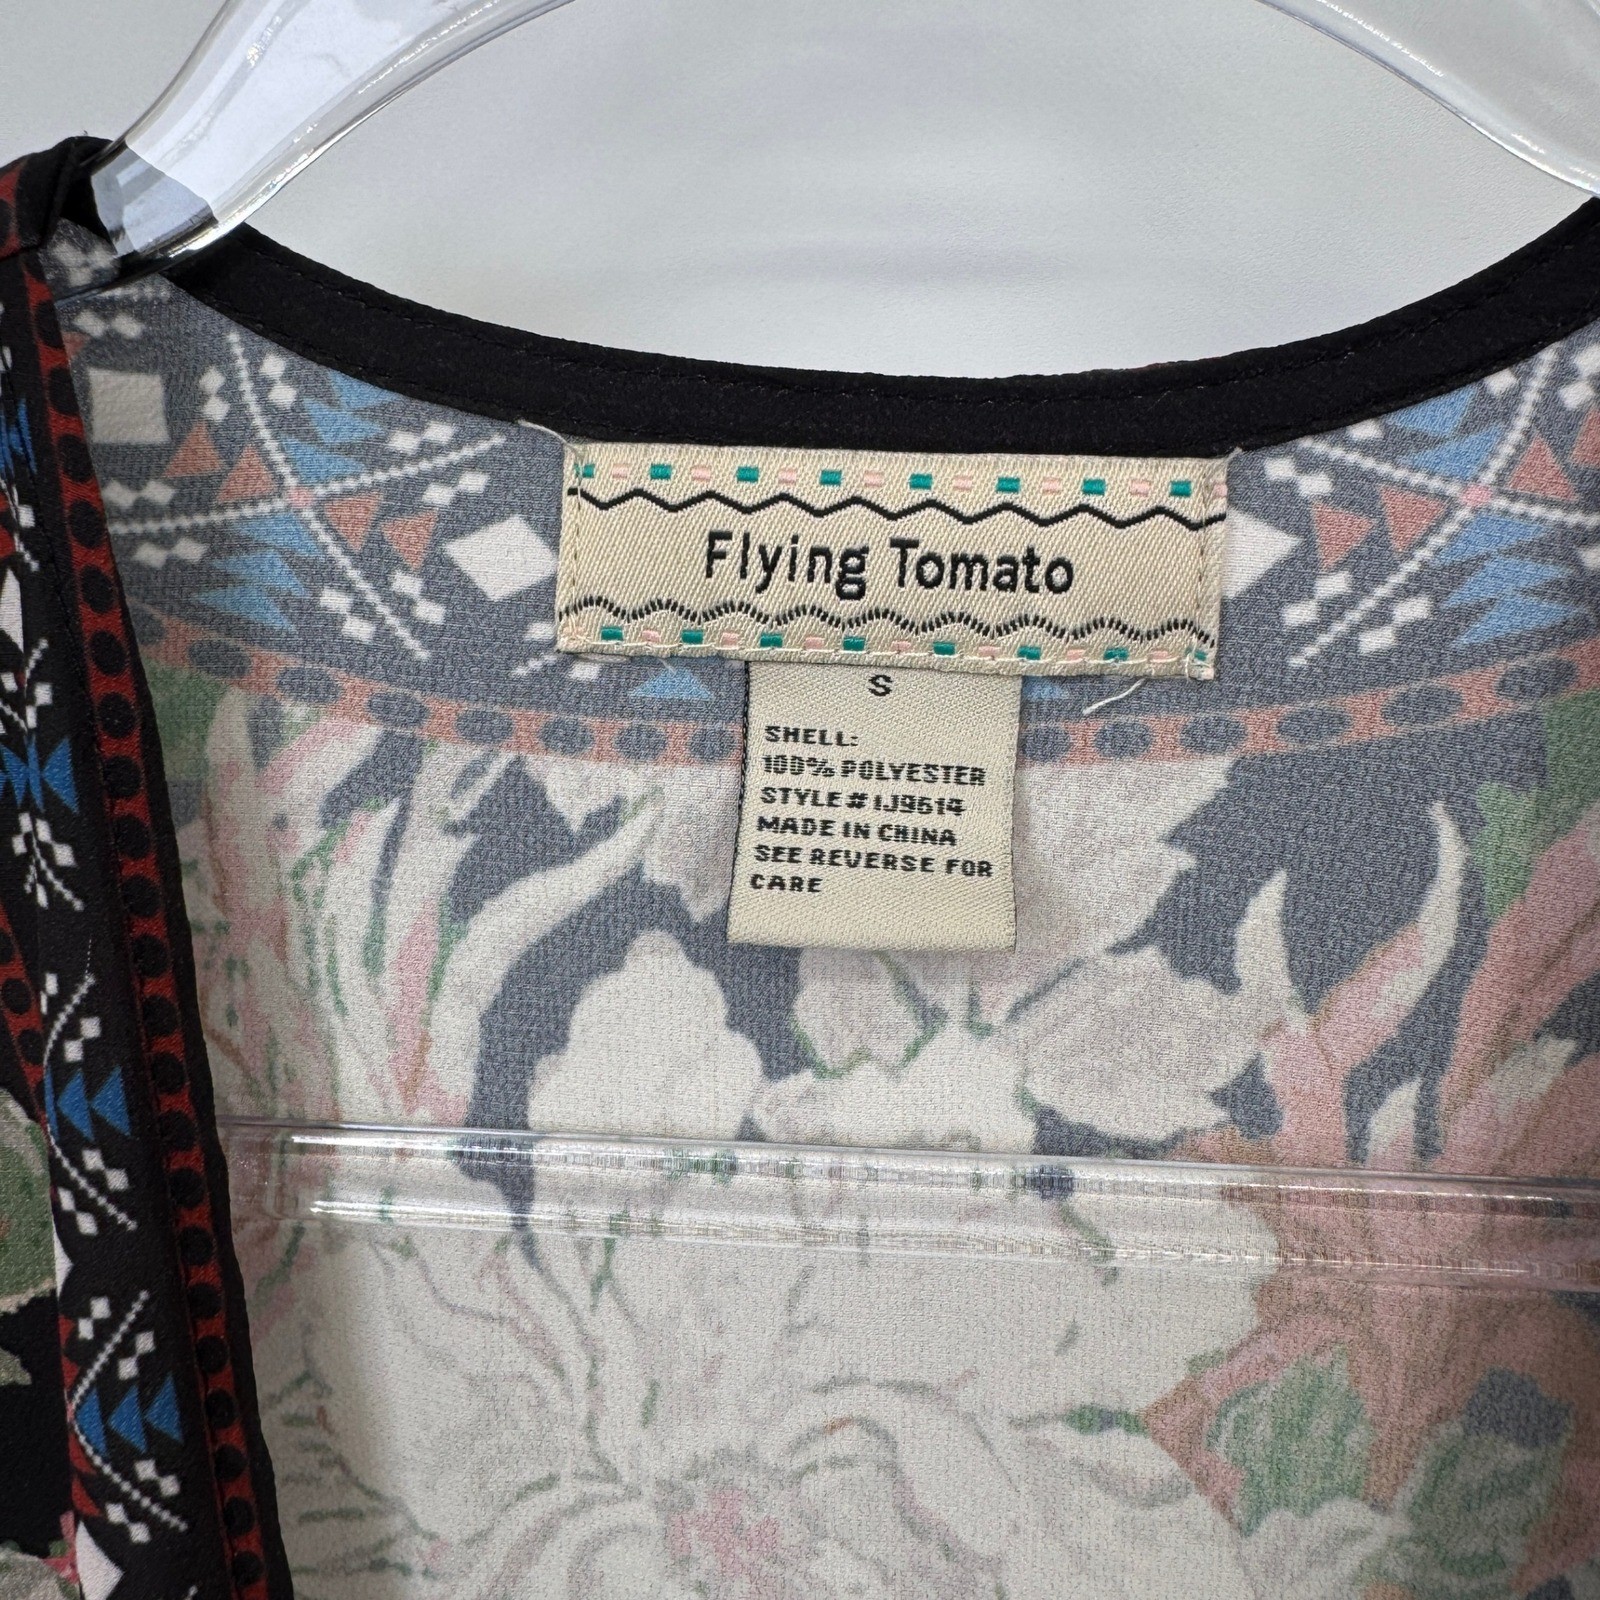 Flying Tomato
S
SHELL:
100% POLYESTER
STYLE# IJ9614
MADE IN CHINA
SEE REVERSE FOR
CARE